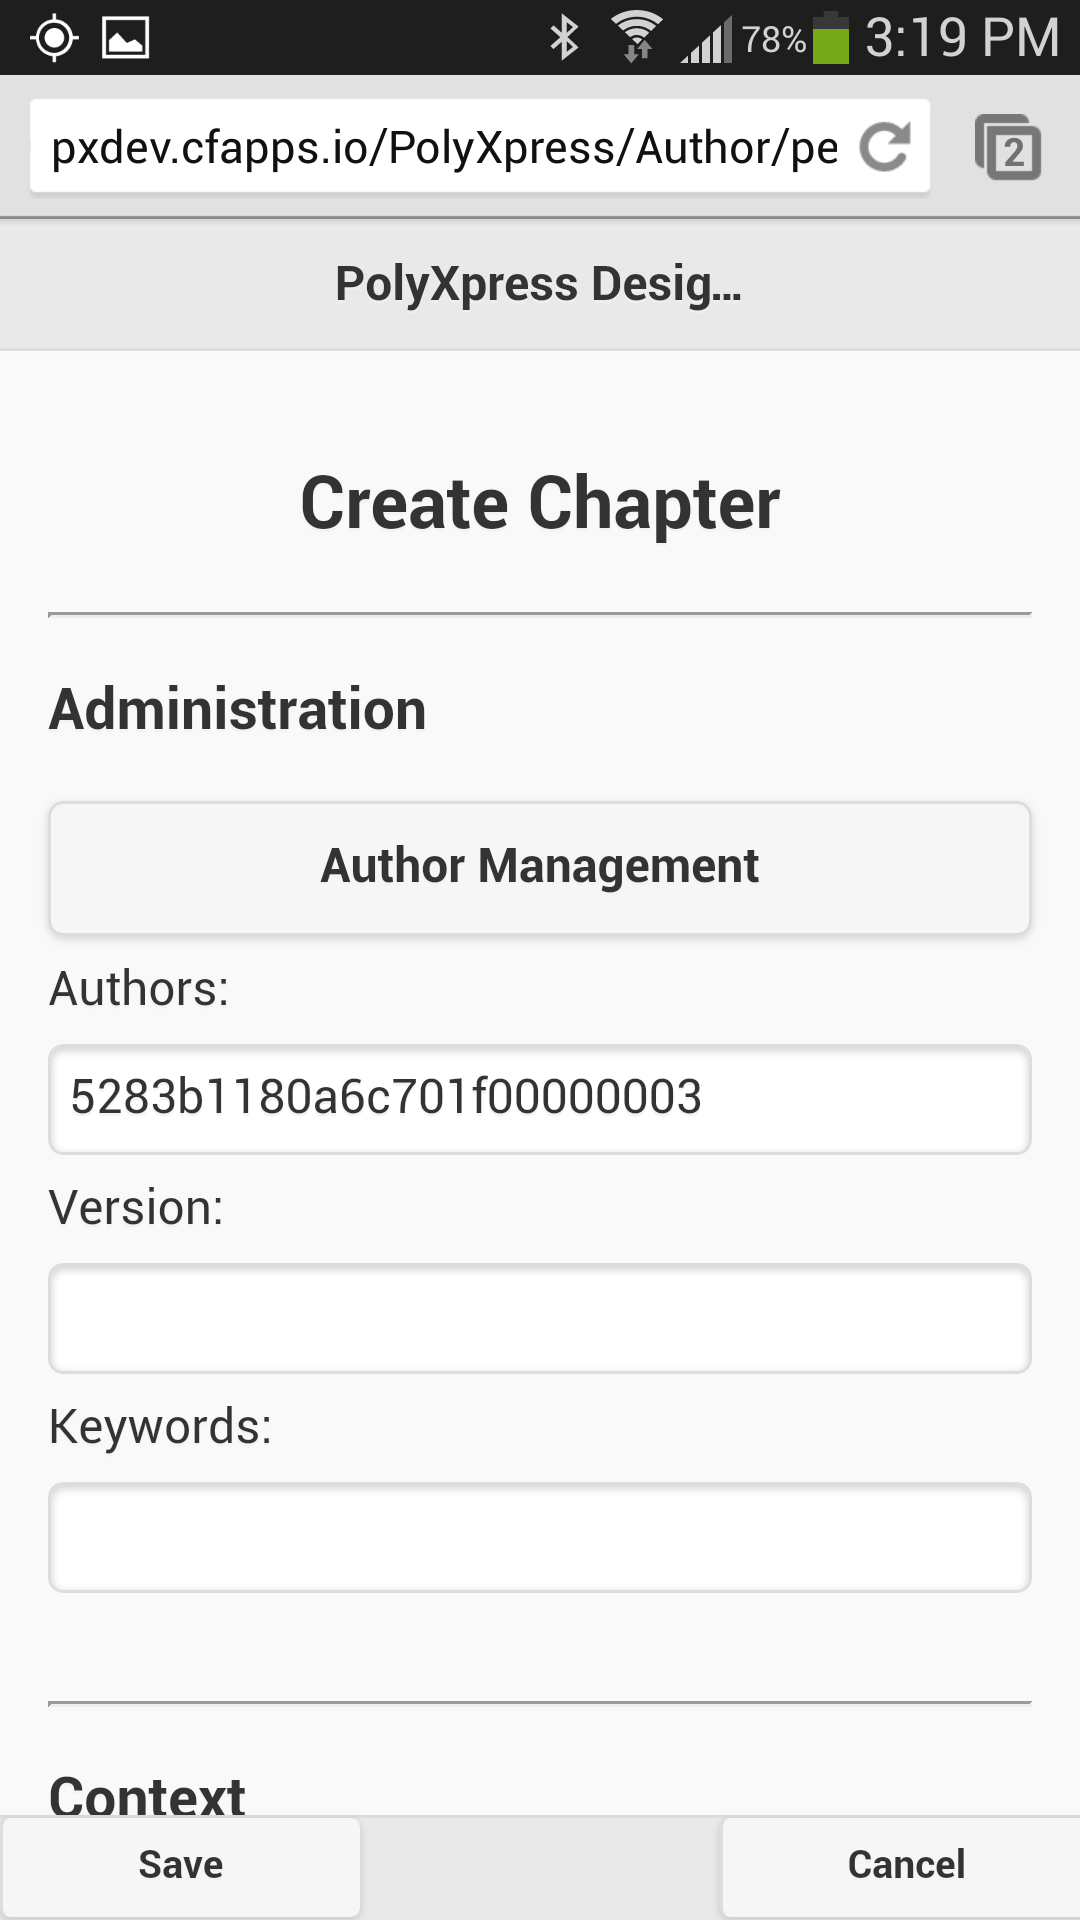 78% 3:19 PM
pxdev.cfapps.io/PolyXpress/Author/pe
2
PolyXpress Desig...
Create Chapter
Administration
Author Management
Authors:
5283b1180a6c701f00000003
Version:
Keywords:
Context
Save Cancel